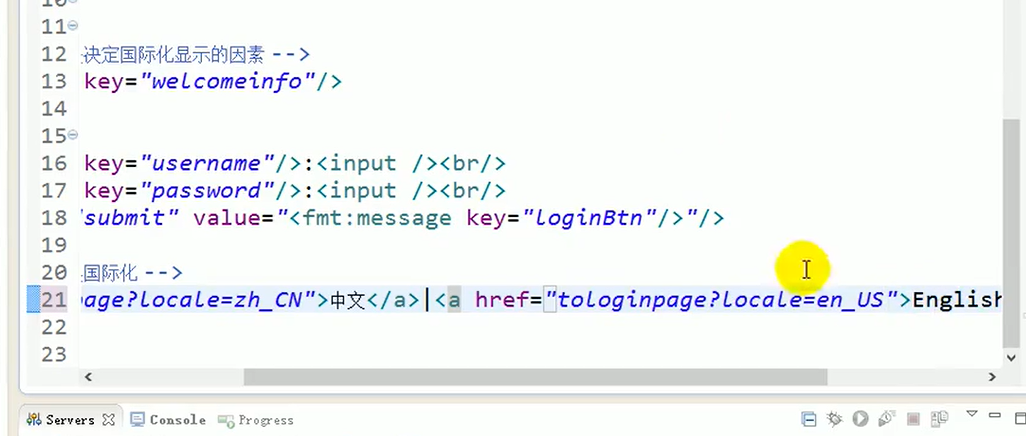 11
12 决定国际化显示的因素 -->
13 key="welcomeinfo"/>
14
15
16 key="username"/>:<input /><br/>
17 key="password"/>:<input /><br/>
18 "submit" value="<fmt:message key="loginBtn"/>"/>
19
20 国际化 -->
21 page?locale=zh_CN">中文</a>|<a href="tologinpage?locale=en_US">English
22
23
Servers Console Progress